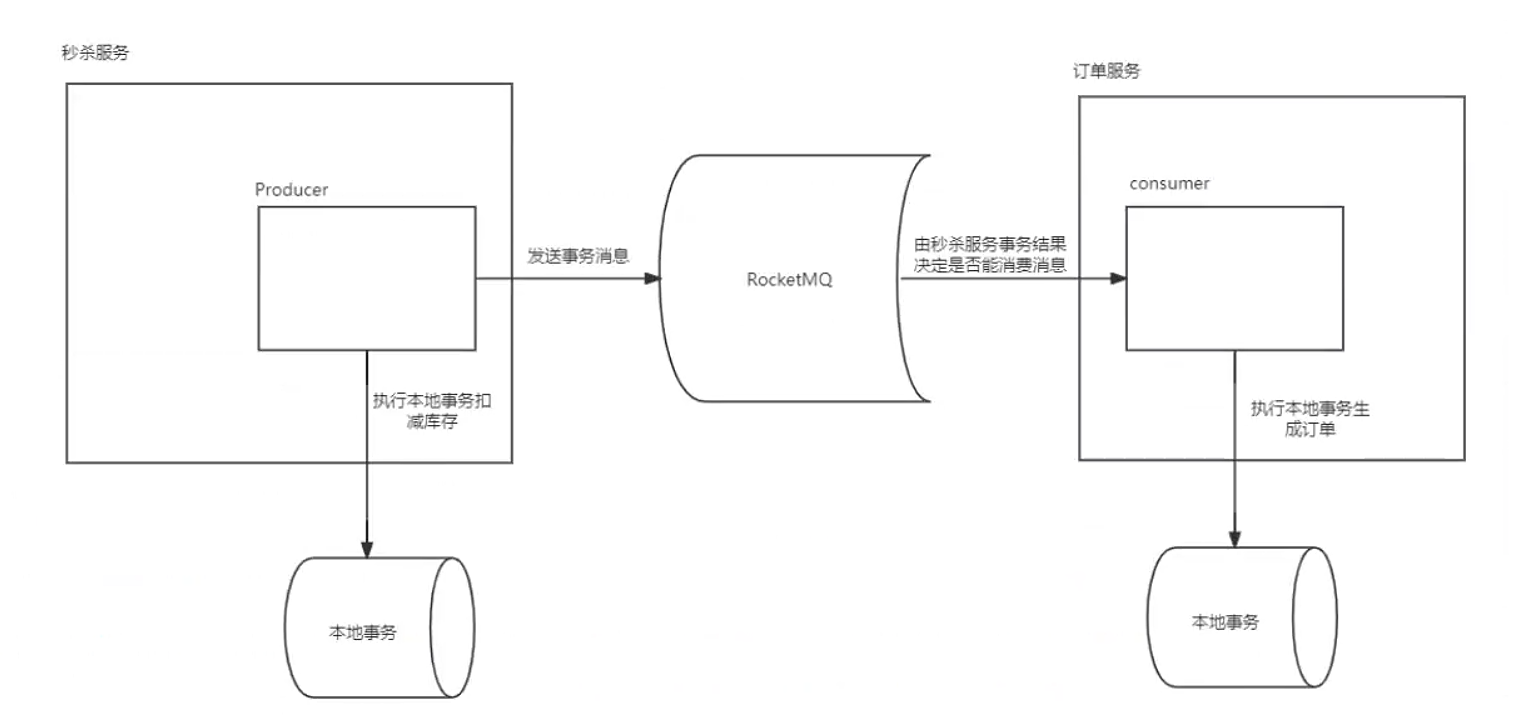 秒杀服务
订单服务
Producer
consumer
发送事务消息
RocketMQ
由秒杀服务事务结果
决定是否能消费消息
执行本地事务扣
减库存
执行本地事务生
成订单
本地事务
本地事务